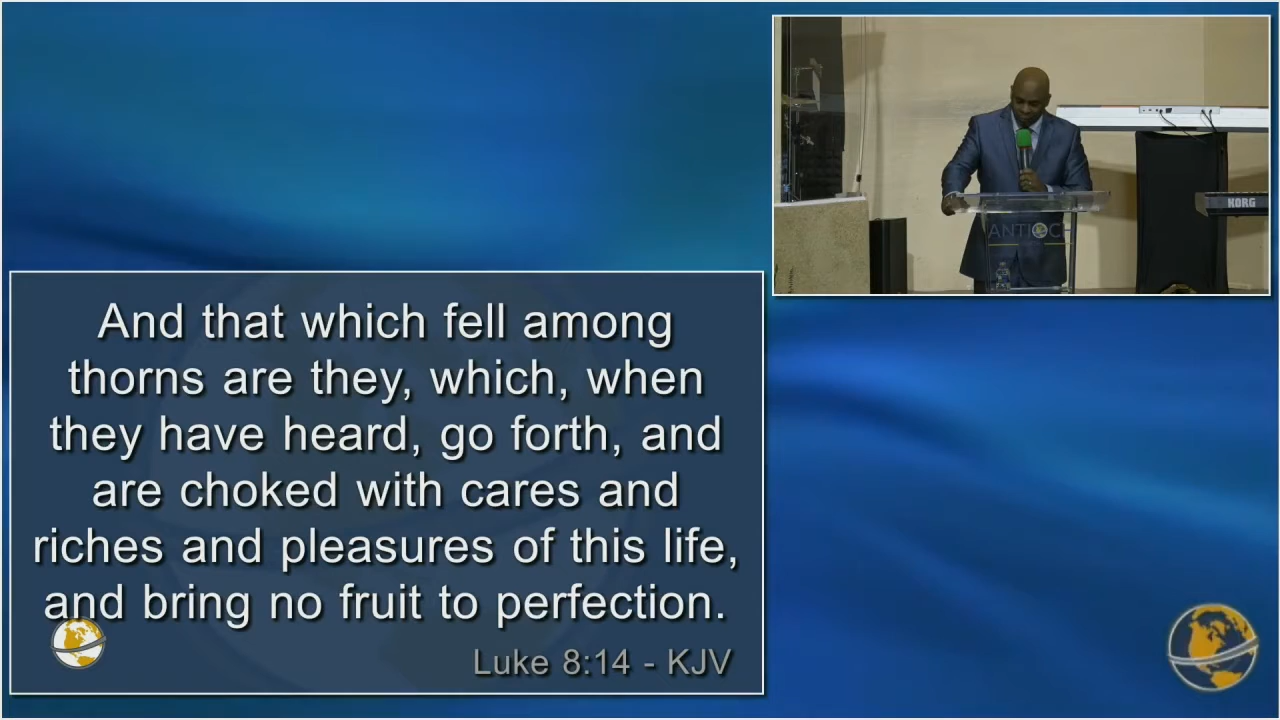 And that which fell among
thorns are they, which, when
they have heard, go forth, and
are choked with cares and
riches and pleasures of this life,
and bring no fruit to perfection.
Luke 8:14 - KJV
ANTIOCH
KORG